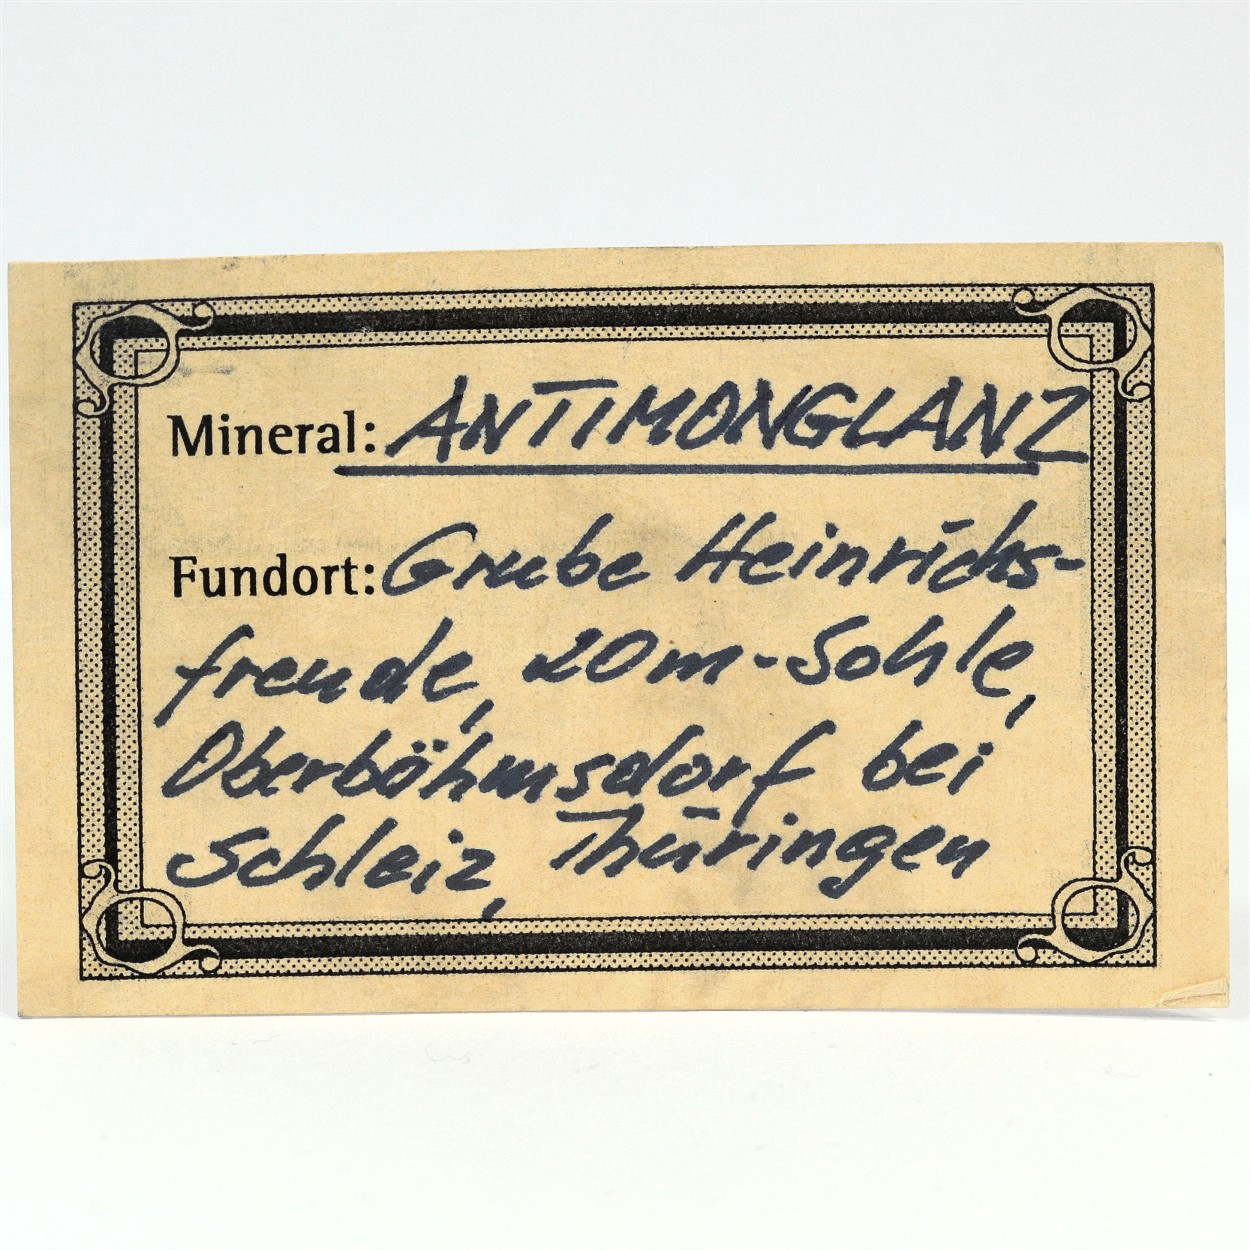 Mineral: ANTIMONGLANZ
Fundort: Grube Heinrichs-
freude, 20m-Sohle,
Oberböhmsdorf bei
Schleiz, Thüringen